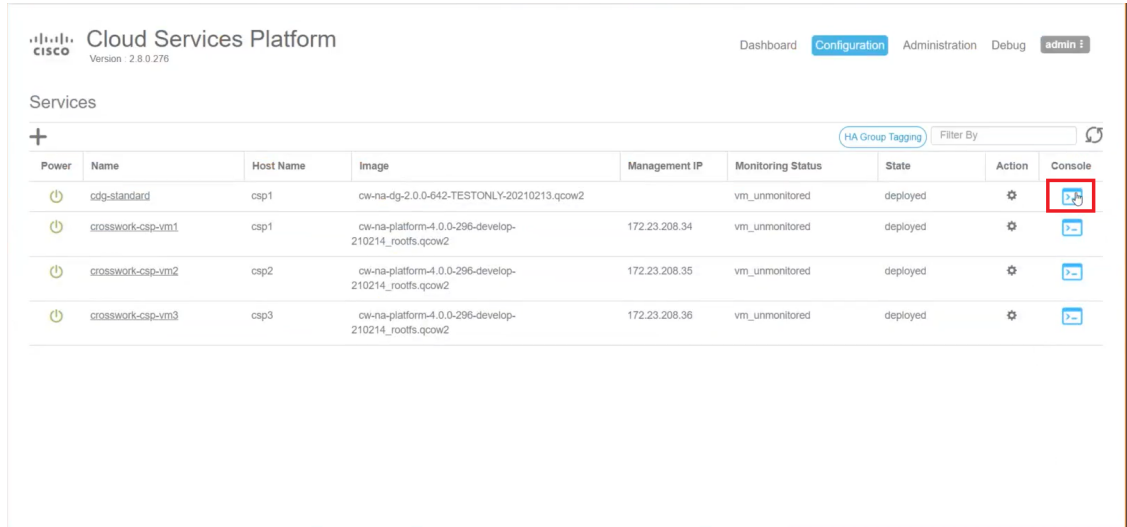 cisco
Cloud Services Platform
Version : 2.8.0.276
Dashboard Configuration Administration Debug admin
Services
HA Group Tagging Filter By
Power Name Host Name Image Management IP Monitoring Status State Action Console
cdg-standard csp1 cw-na-dg-2.0.0-642-TESTONLY-20210213.qcow2 vm_unmonitored deployed
crosswork-csp-vm1 csp1 cw-na-platform-4.0.0-296-develop- 172.23.208.34 vm_unmonitored deployed
210214_rootfs.qcow2
crosswork-csp-vm2 csp2 cw-na-platform-4.0.0-296-develop- 172.23.208.35 vm_unmonitored deployed
210214_rootfs.qcow2
crosswork-csp-vm3 csp3 cw-na-platform-4.0.0-296-develop- 172.23.208.36 vm_unmonitored deployed
210214_rootfs.qcow2